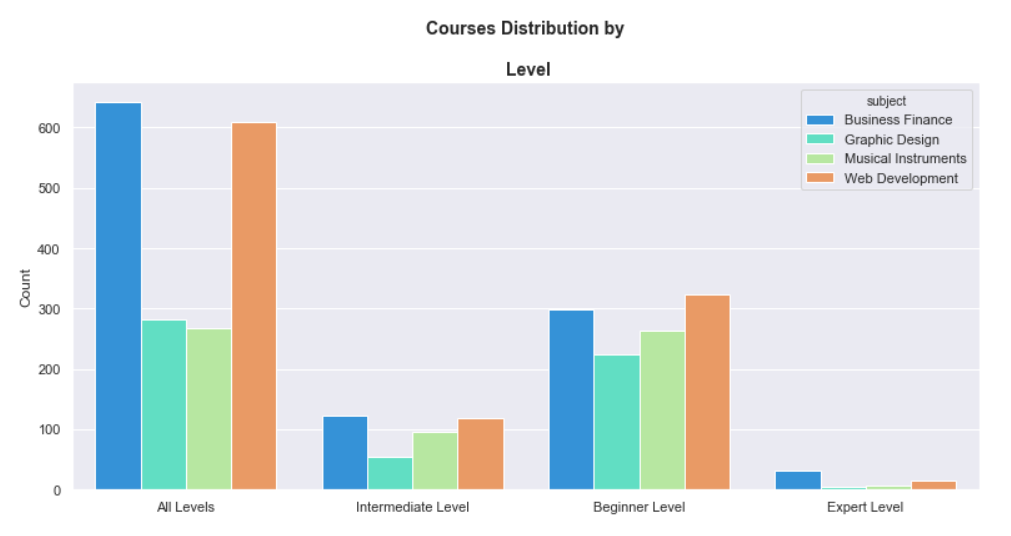 Courses Distribution by
Level
subject
Business Finance
Graphic Design
Musical Instruments
Web Development
600
500
400
300
200
100
0
Count
All Levels
Intermediate Level
Beginner Level
Expert Level